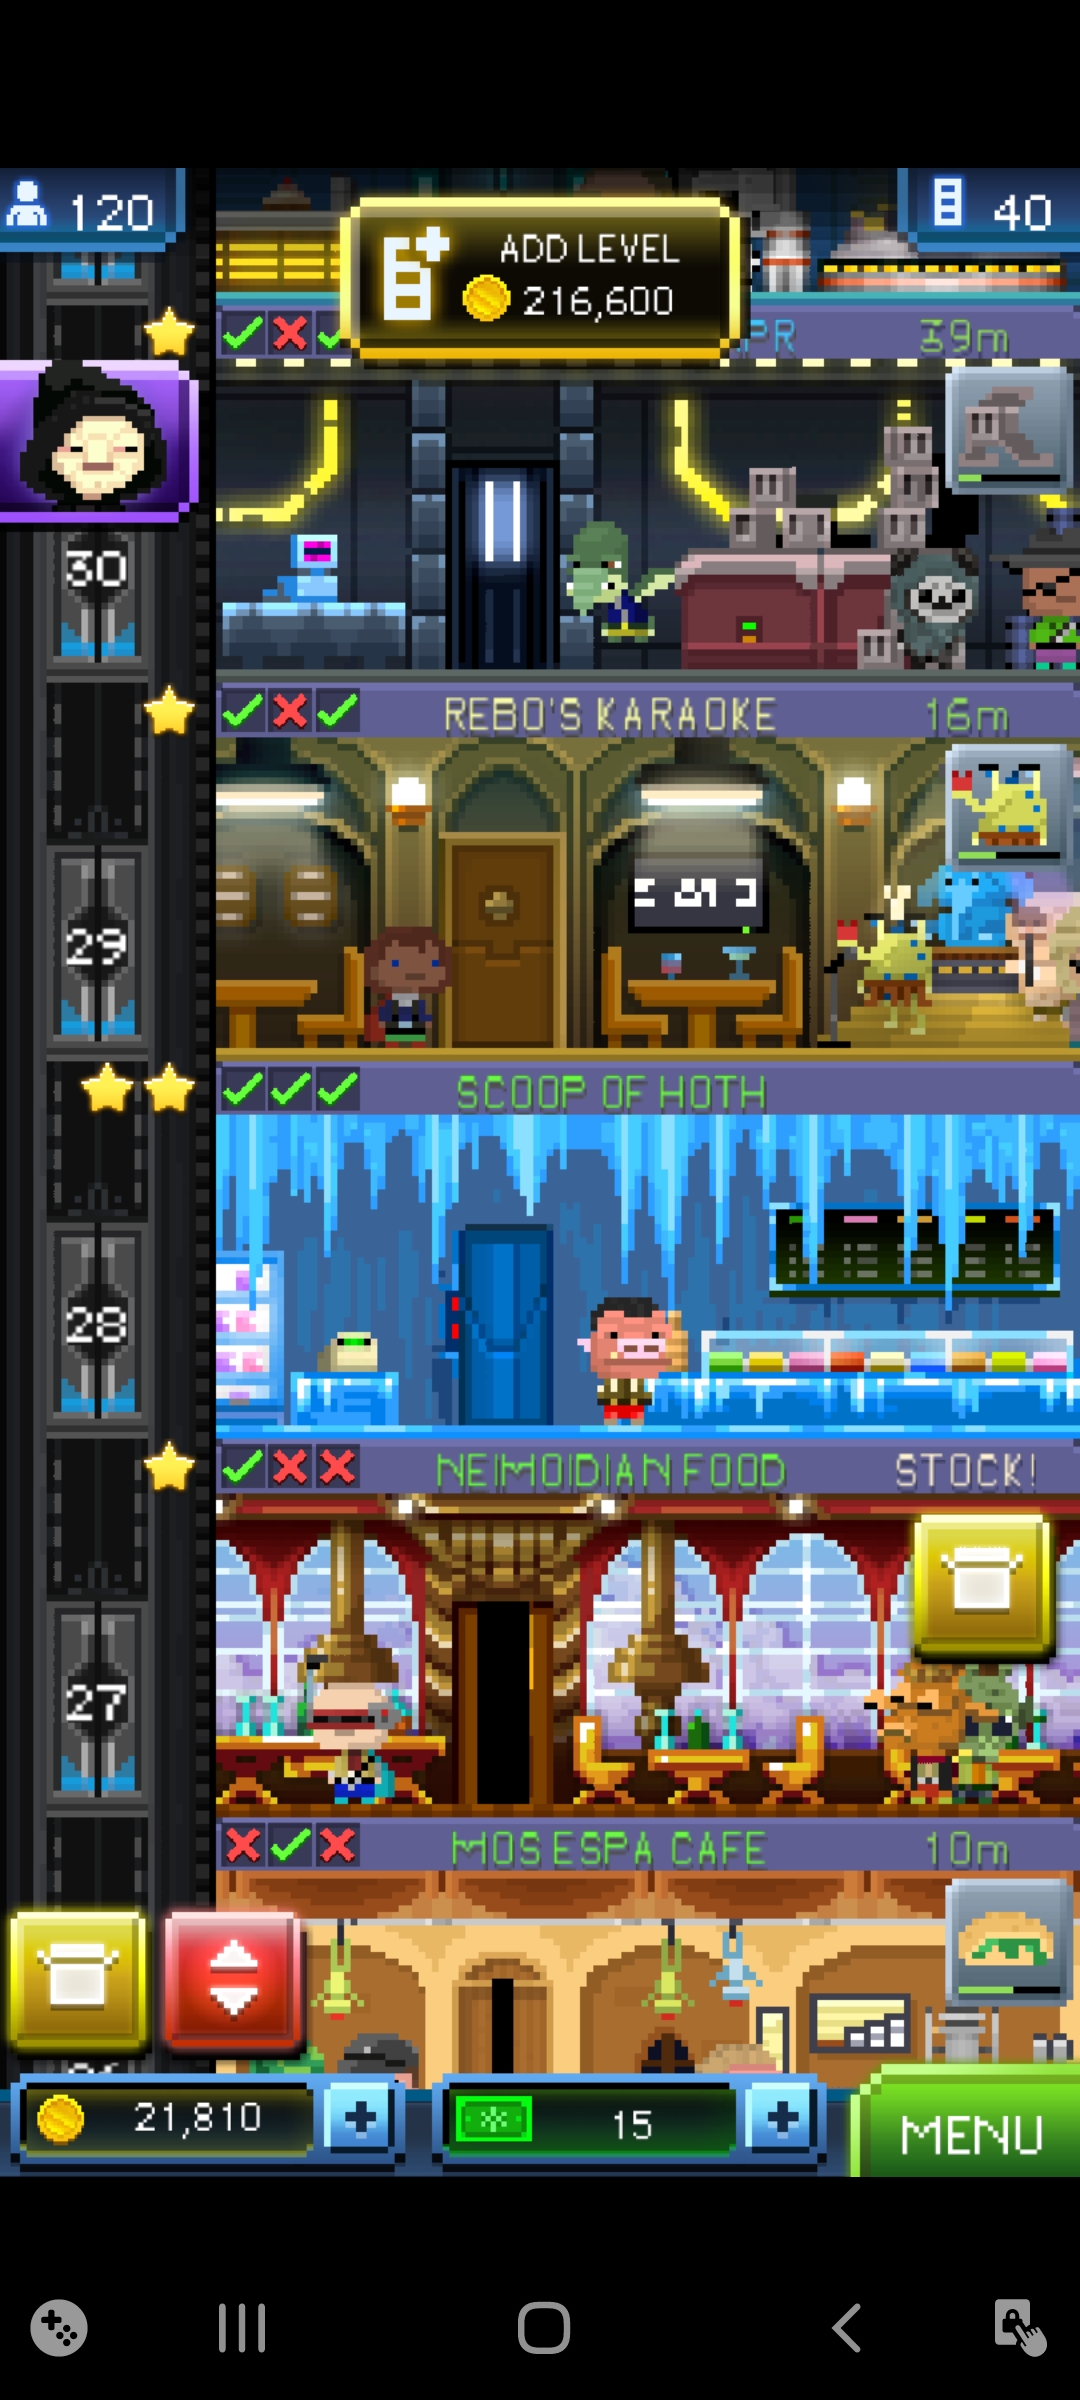 120
ADD LEVEL
216,600
40
PR 39m
30
REBO'S KARAOKE 16m
29
SCOOP OF HOTH
28
NEIMOIDIAN FOOD STOCK!
27
MOS ESPA CAFE 10m
21,810
15
MENU